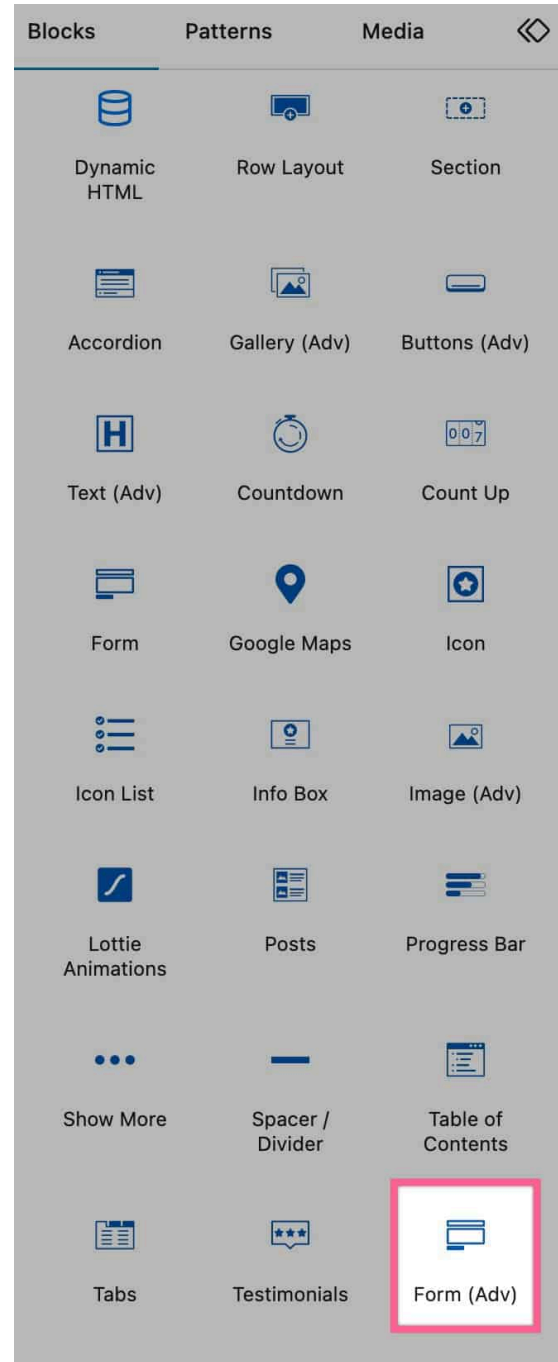 Blocks Patterns Media
Dynamic HTML Row Layout Section
Accordion Gallery (Adv) Buttons (Adv)
H
007
Text (Adv) Countdown Count Up
Form Google Maps Icon
Icon List Info Box Image (Adv)
Lottie Animations Posts Progress Bar
Show More Spacer / Divider Table of Contents
Tabs Testimonials Form (Adv)